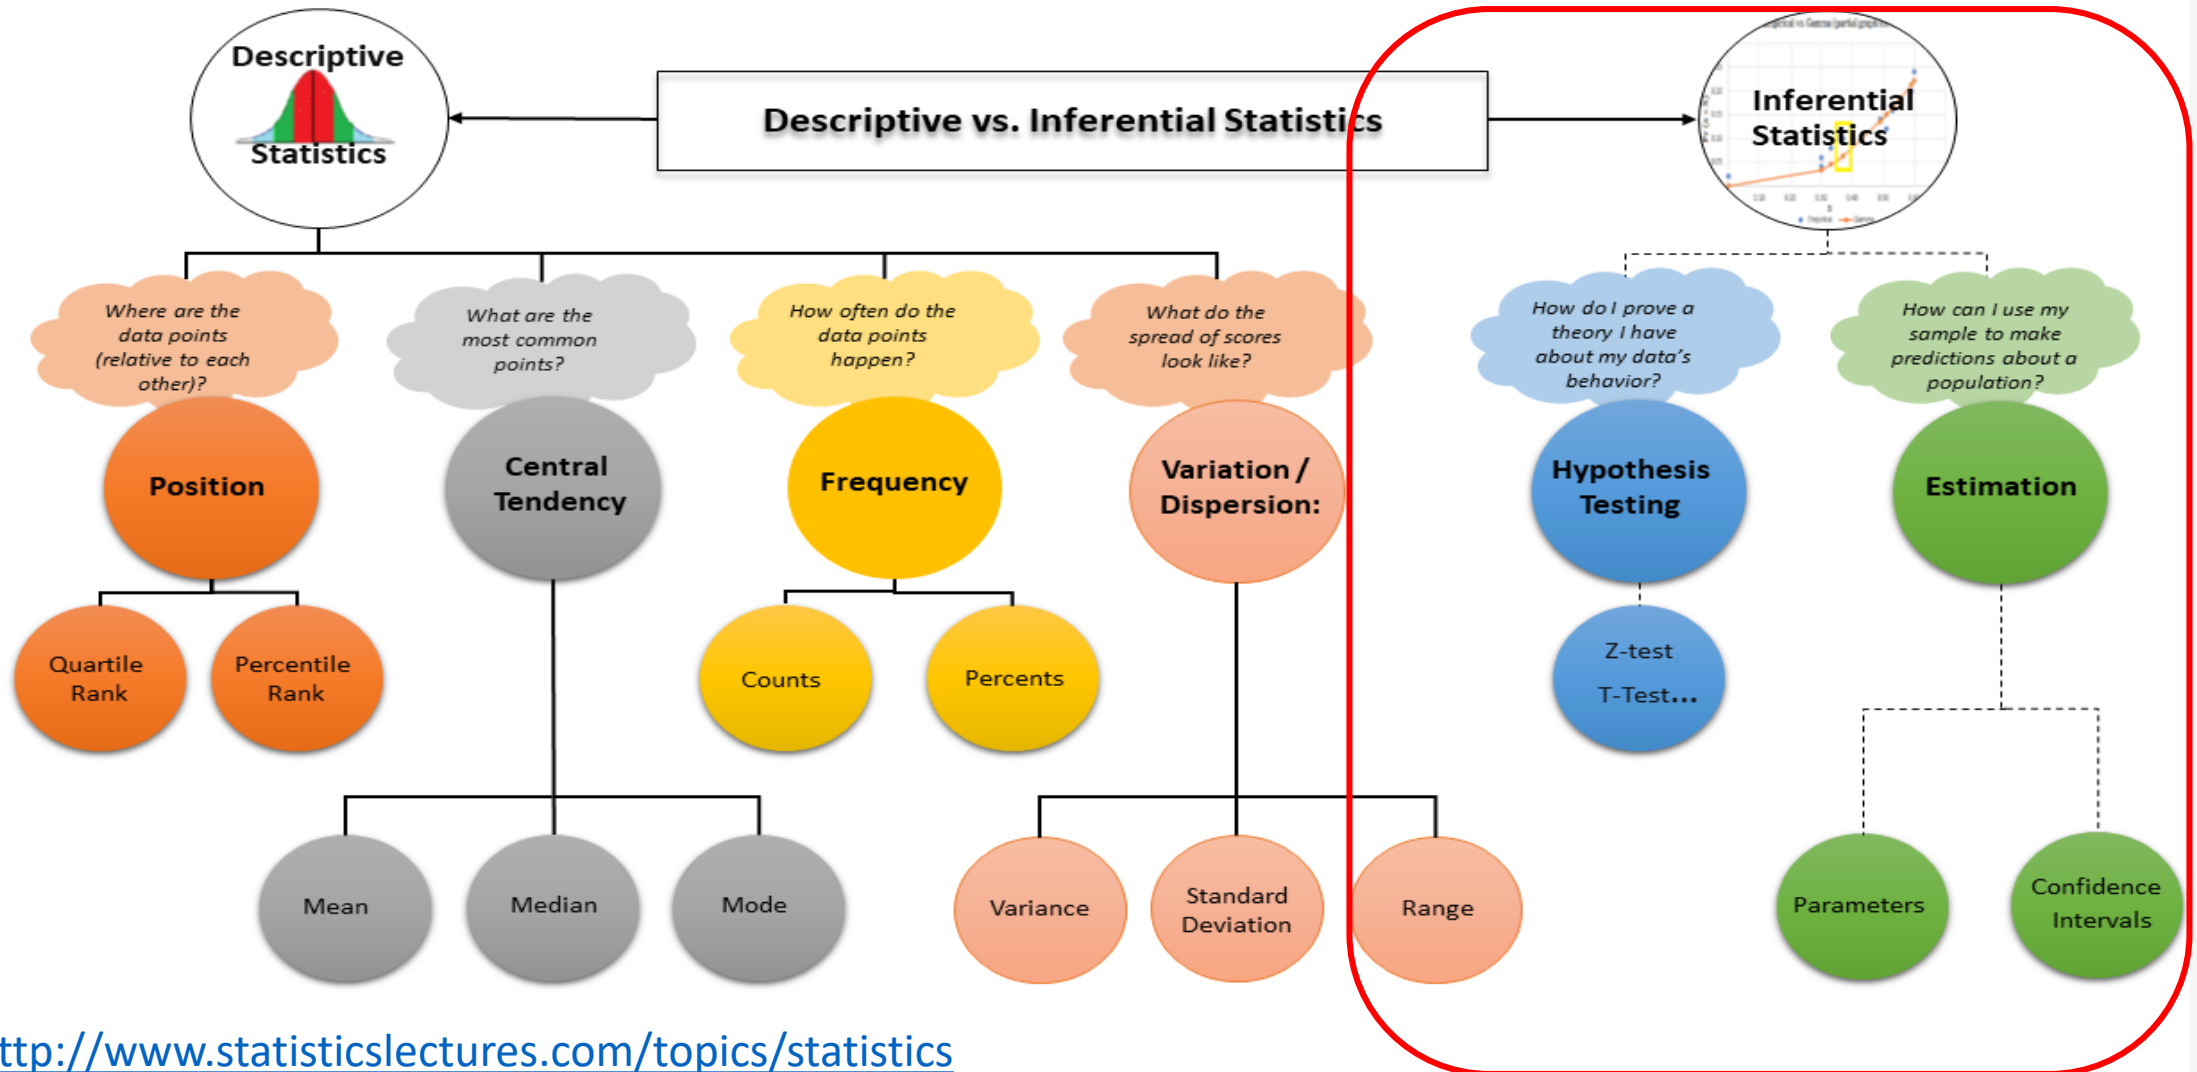 Descriptive
Statistics
Descriptive vs. Inferential Statistics
Inferential
Statistics
Where are the
data points
(relative to each
other)?
What are the
most common
points?
How often do the
data points
happen?
What do the
spread of scores
look like?
How do I prove a
theory I have
about my data's
behavior?
How can I use my
sample to make
predictions about a
population?
Position
Central
Tendency
Frequency
Variation /
Dispersion:
Hypothesis
Testing
Estimation
Quartile
Rank
Percentile
Rank
Counts
Percents
Z-test
T-Test...
Mean
Median
Mode
Variance
Standard
Deviation
Range
Parameters
Confidence
Intervals
ttp://www.statisticslectures.com/topics/statistics